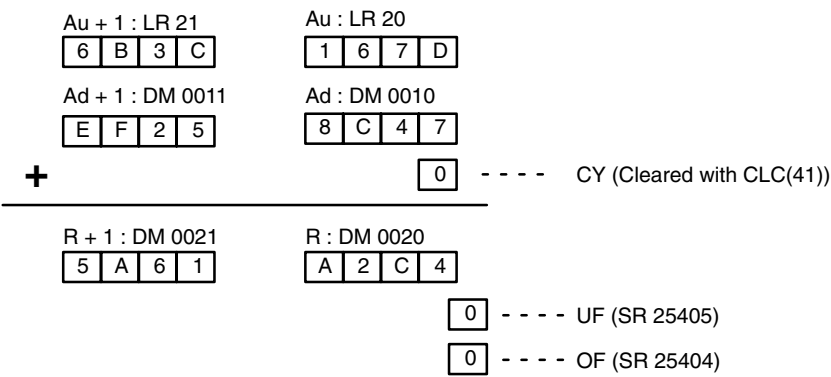 Au + 1 : LR 21 Au : LR 20
6 B 3 C 1 6 7 D
Ad + 1 : DM 0011 Ad : DM 0010
E F 2 5 8 C 4 7
+ 0 - - - - CY (Cleared with CLC(41))
R + 1 : DM 0021 R : DM 0020
5 A 6 1 A 2 C 4
0 - - - - UF (SR 25405)
0 - - - - OF (SR 25404)